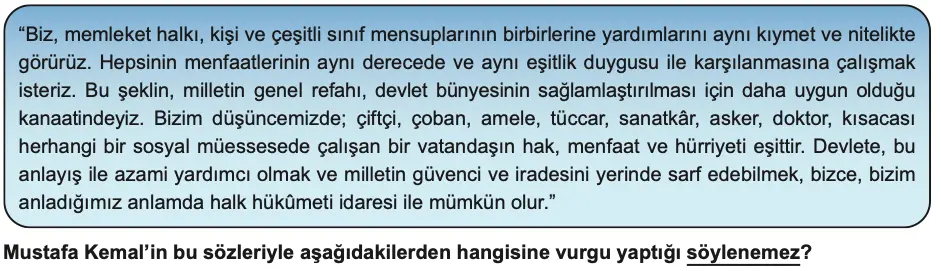 “Biz, memleket halkı, kişi ve çeşitli sınıf mensuplarının birbirlerine yardımlarını aynı kıymet ve nitelikte
görürüz. Hepsinin menfaatlerinin aynı derecede ve aynı eşitlik duygusu ile karşılanmasına çalışmak
isteriz. Bu şeklin, milletin genel refahı, devlet bünyesinin sağlamlaştırılması için daha uygun olduğu
kanaatindeyiz. Bizim düşüncemizde; çiftçi, çoban, amele, tüccar, sanatkâr, asker, doktor, kısacası
herhangi bir sosyal müessesede çalışan bir vatandaşın hak, menfaat ve hürriyeti eşittir. Devlete, bu
anlayış ile azami yardımcı olmak ve milletin güvenci ve iradesini yerinde sarf edebilmek, bizce, bizim
anladığımız anlamda halk hükûmeti idaresi ile mümkün olur.”
Mustafa Kemal’in bu sözleriyle aşağıdakilerden hangisine vurgu yaptığı söylenemez?